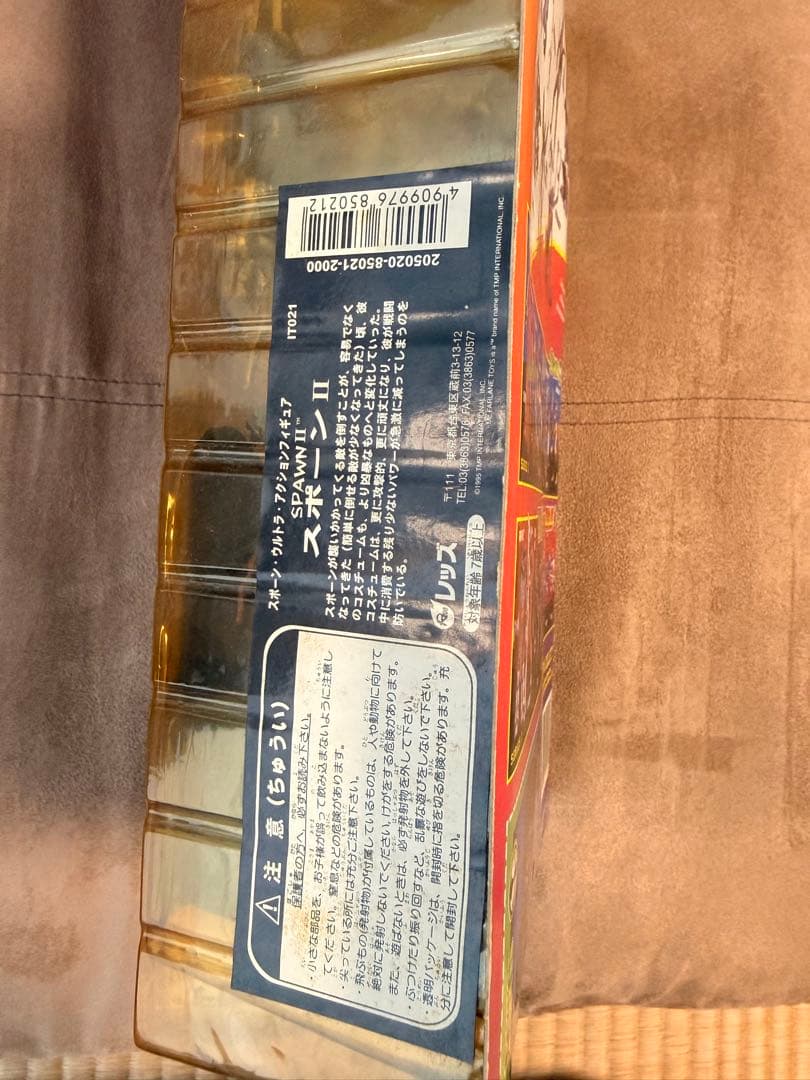 ⚠ 注 意 (ちゅうい)
保護者の方へ 必ずお読み下さい。
・小さな部品を、お子様が誤って飲み込まないように注意し
てください。窒息などの危険があります。
・尖っている所には充分ご注意下さい。
・飛ぶもの(発射物)が付属しているものは、人や動物に向けて
絶対に発射しないでください。けがをする危険があります。
また、遊ばないときは、必ず発射物を外して下さい。
・ぶつけたり振り回すなど、乱暴な遊びをしないで下さい。
・透明パッケージは、開封時に指を切る危険があります。充
分に注意して開封して下さい。
スポーン・ウルトラ・アクションフィギュア
SPAWN II™
スポーン II
IT021
スポーンが襲いかかってくる敵を倒すことが、容易でなく
なってきた(簡単に倒せる敵が少なくなってきた)頃、彼
のコスチュームも、より凶暴なものへと変化していった。
コスチュームは、更に攻撃的、更に頑丈になり、彼が戦闘
中に消費する残り少ないパワーが急激に減ってしまうのを
防いでいる。
レッズ
対象年齢 7歳以上
〒111 東京都台東区蔵前3-13-12
TEL.03(3863)0576 FAX.03(3863)0577
©1995 TMP INTERNATIONAL, INC.
McFARLANE TOYS is a™ brand name of TMP INTERNATIONAL, INC
4 909976 850212
205020-85021-2000